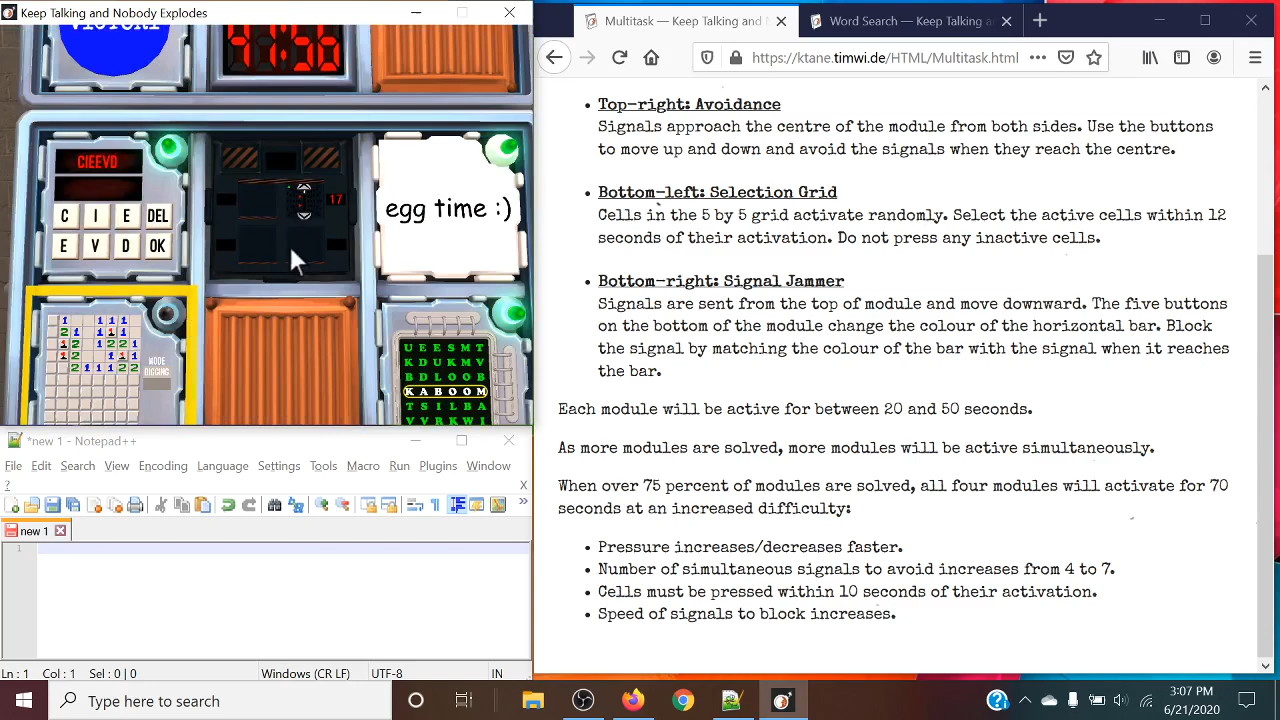 Keep Talking and Nobody Explodes
CIEEVD
C I E DEL
E V D OK
17
egg time :)
MODE
DIGGING
U E E S M T
K D U K M V
B D L O O B
K A B O O M
T S I L B A
*new 1 - Notepad++
File Edit Search View Encoding
Language Settings Tools Macro Run Plugins Window
?
X
new 1
1
Ln : 1 Col : 1 Sel : 0 | 0 Windows (CR LF) UTF-8 IN
Multitask — Keep Talking and
Word Search — Keep Talking a
https://ktane.timwi.de/HTML/Multitask.html
Top-right: Avoidance
Signals approach the centre of the module from both sides. Use the buttons
to move up and down and avoid the signals when they reach the centre.
Bottom-left: Selection Grid
Cells in the 5 by 5 grid activate randomly. Select the active cells within 12
seconds of their activation. Do not press any inactive cells.
Bottom-right: Signal Jammer
Signals are sent from the top of module and move downward. The five buttons
on the bottom of the module change the colour of the horizontal bar. Block
the signal by matching the colour of the bar with the signal when it reaches
the bar.
Each module will be active for between 20 and 50 seconds.
As more modules are solved, more modules will be active simultaneously.
When over 75 percent of modules are solved, all four modules will activate for 70
seconds at an increased difficulty:
Pressure increases/decreases faster.
Number of simultaneous signals to avoid increases from 4 to 7.
Cells must be pressed within 10 seconds of their activation.
Speed of signals to block increases.
Type here to search
3:07 PM
6/21/2020